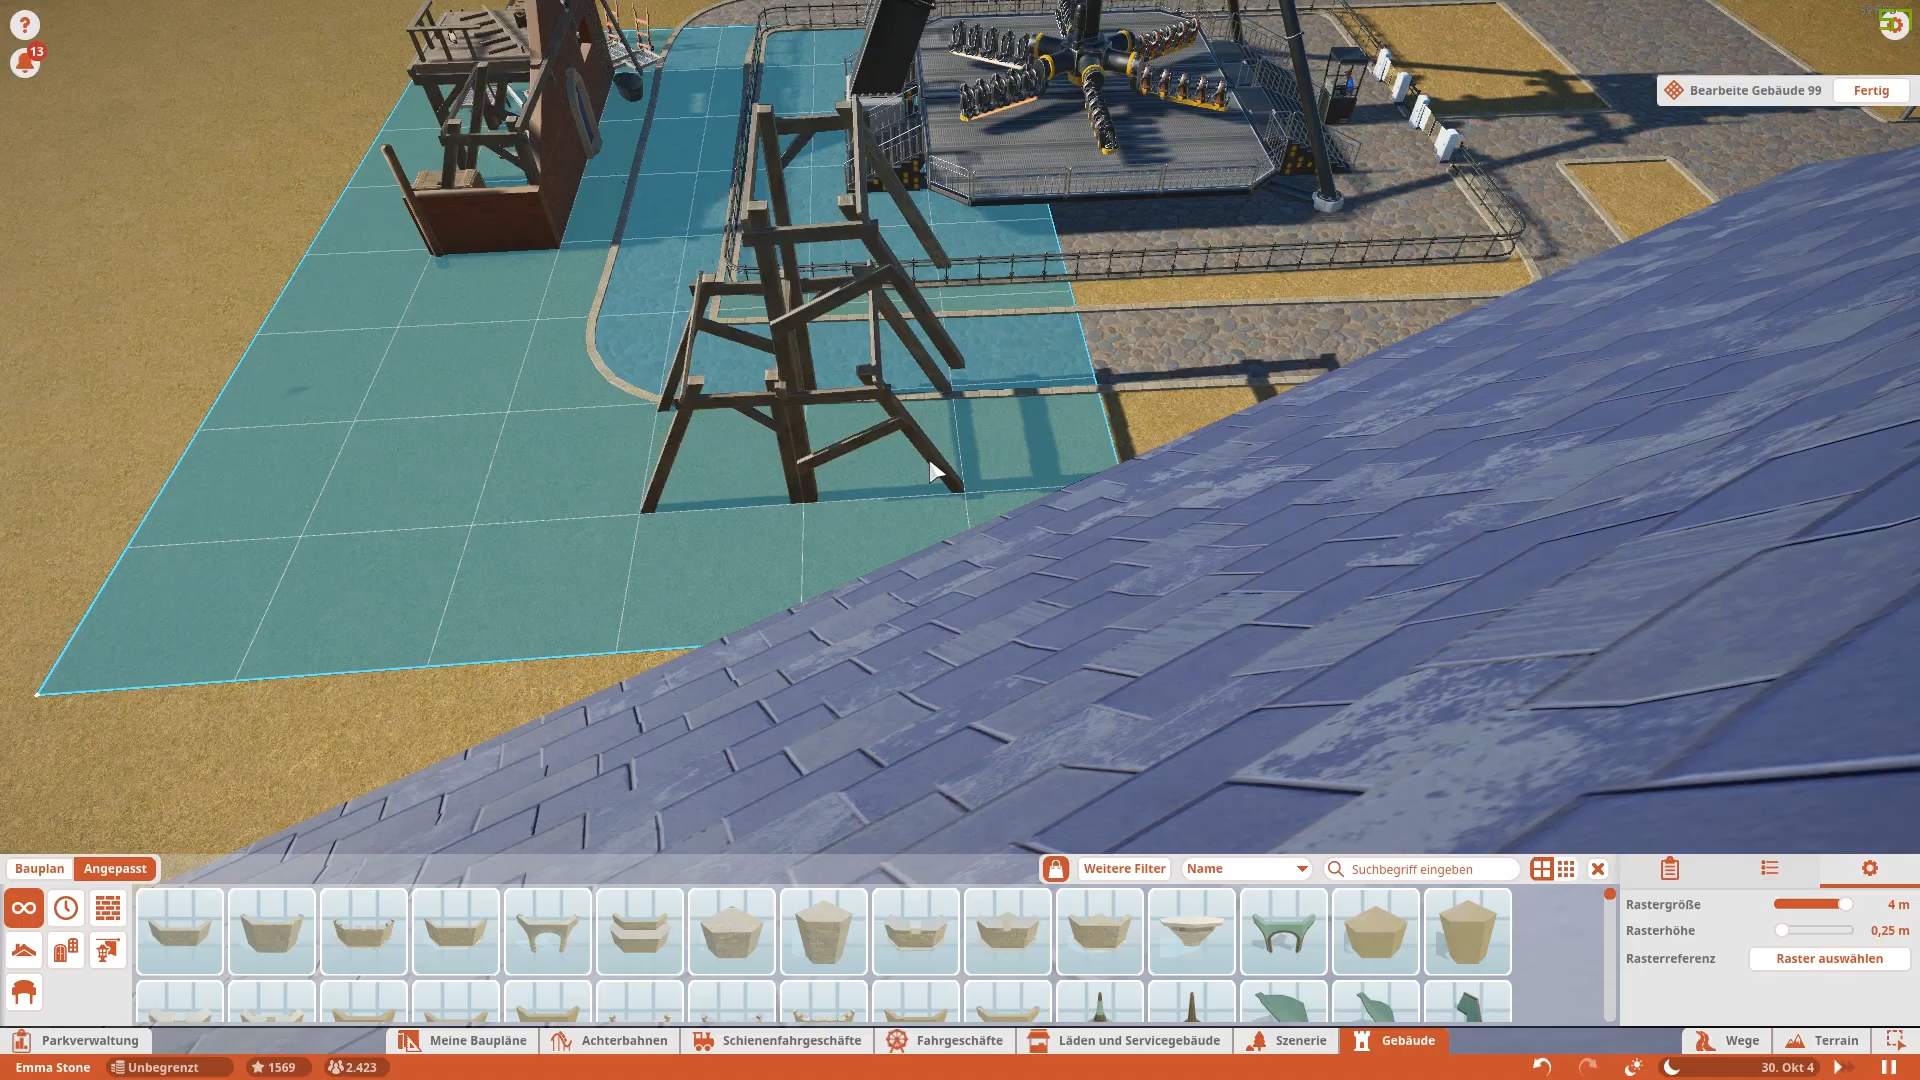 ?
13
Bearbeite Gebäude 99
Fertig
Bauplan
Angepasst
Weitere Filter
Name
Suchbegriff eingeben
Rastergröße
4 m
Rasterhöhe
0,25 m
Rasterreferenz
Raster auswählen
Parkverwaltung
Meine Baupläne
Achterbahnen
Schienenfahrgeschäfte
Fahrgeschäfte
Läden und Servicegebäude
Szenerie
Gebäude
Wege
Terrain
Emma Stone
Unbegrenzt
1569
2.423
30. Okt 4